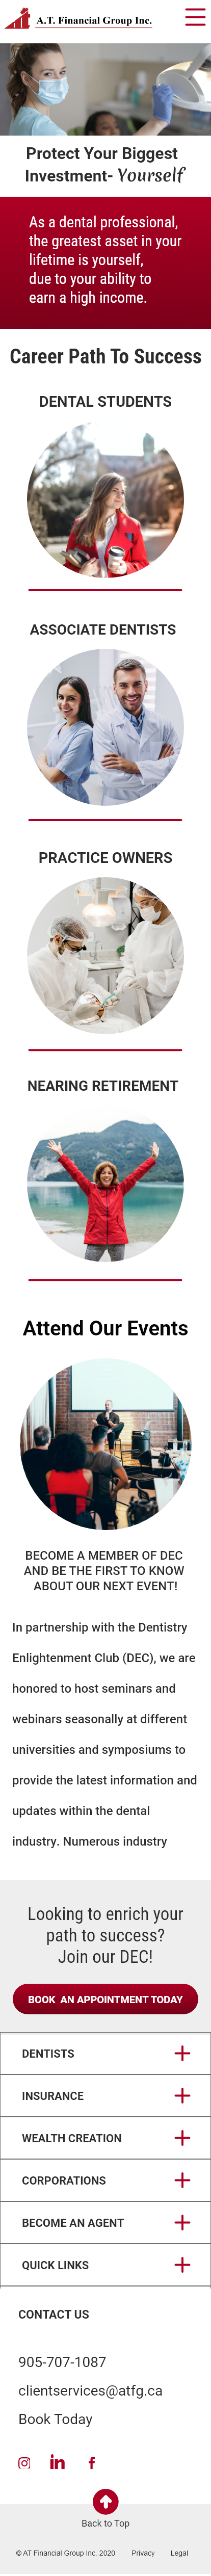 A.T. Financial Group Inc.
Protect Your Biggest
Investment- Yourself
As a dental professional,
the greatest asset in your
lifetime is yourself,
due to your ability to
earn a high income.
Career Path To Success
DENTAL STUDENTS
ASSOCIATE DENTISTS
PRACTICE OWNERS
NEARING RETIREMENT
Attend Our Events
BECOME A MEMBER OF DEC
AND BE THE FIRST TO KNOW
ABOUT OUR NEXT EVENT!
In partnership with the Dentistry
Enlightenment Club (DEC), we are
honored to host seminars and
webinars seasonally at different
universities and symposiums to
provide the latest information and
updates within the dental
industry. Numerous industry
Looking to enrich your
path to success?
Join our DEC!
BOOK AN APPOINTMENT TODAY
DENTISTS
INSURANCE
WEALTH CREATION
CORPORATIONS
BECOME AN AGENT
QUICK LINKS
CONTACT US
905-707-1087
clientservices@atfg.ca
Book Today
in f
Back to Top
© AT Financial Group Inc. 2020 Privacy Legal